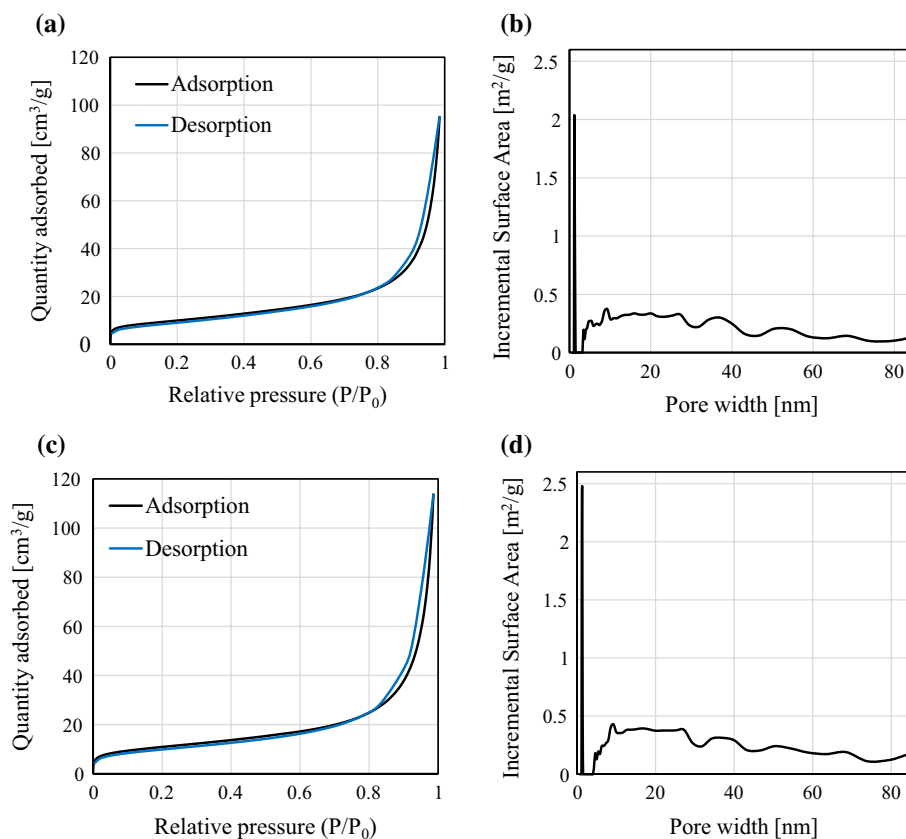 (a)
120
100
80
60
40
20
0
Quantity adsorbed [cm³/g]
Adsorption
Desorption
0 0.2 0.4 0.6 0.8 1
Relative pressure (P/P₀)
(b)
2.5
2
1.5
1
0.5
0
Incremental Surface Area [m²/g]
0 20 40 60 80
Pore width [nm]
(c)
120
100
80
60
40
20
0
Quantity adsorbed [cm³/g]
Adsorption
Desorption
0 0.2 0.4 0.6 0.8 1
Relative pressure (P/P₀)
(d)
2.5
2
1.5
1
0.5
0
Incremental Surface Area [m²/g]
0 20 40 60 80
Pore width [nm]